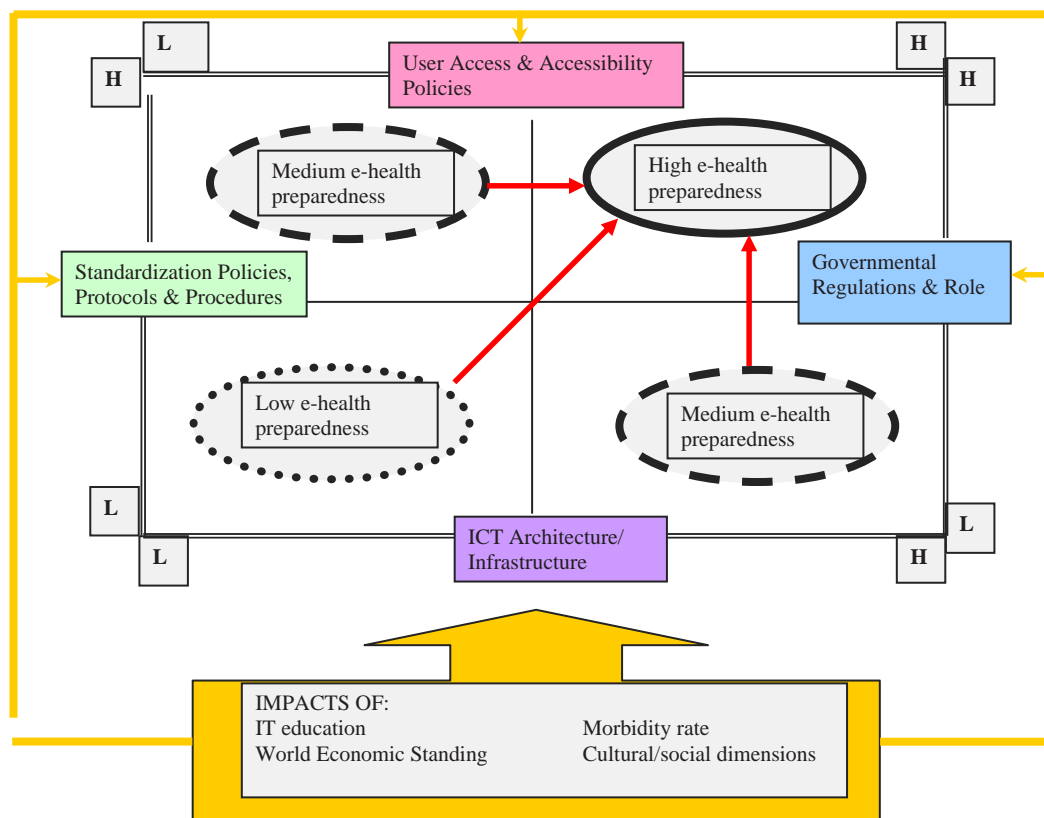 L
H
H
H
User Access & Accessibility
Policies
Medium e-health
preparedness
High e-health
preparedness
Standardization Policies,
Protocols & Procedures
Governmental
Regulations & Role
Low e-health
preparedness
Medium e-health
preparedness
L
L
L
H
ICT Architecture/
Infrastructure
IMPACTS OF:
IT education
Morbidity rate
World Economic Standing
Cultural/social dimensions